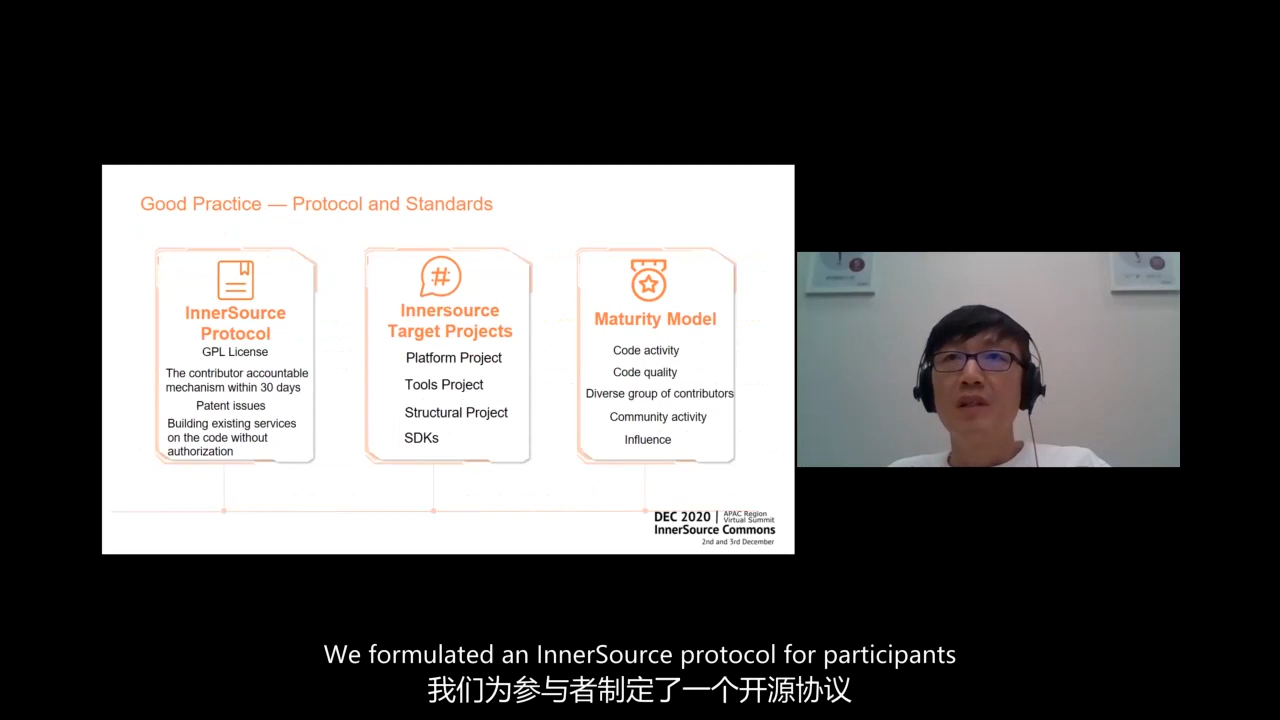 Good Practice — Protocol and Standards
InnerSource
Protocol
GPL License
The contributor accountable
mechanism within 30 days
Patent issues
Building existing services
on the code without
authorization
#
Innersource
Target Projects
Platform Project
Tools Project
Structural Project
SDKs
Maturity Model
Code activity
Code quality
Diverse group of contributors
Community activity
Influence
DEC 2020 | APAC Region
Virtual Summit
InnerSource Commons
2nd and 3rd December
We formulated an InnerSource protocol for participants
我们为参与者制定了一个开源协议